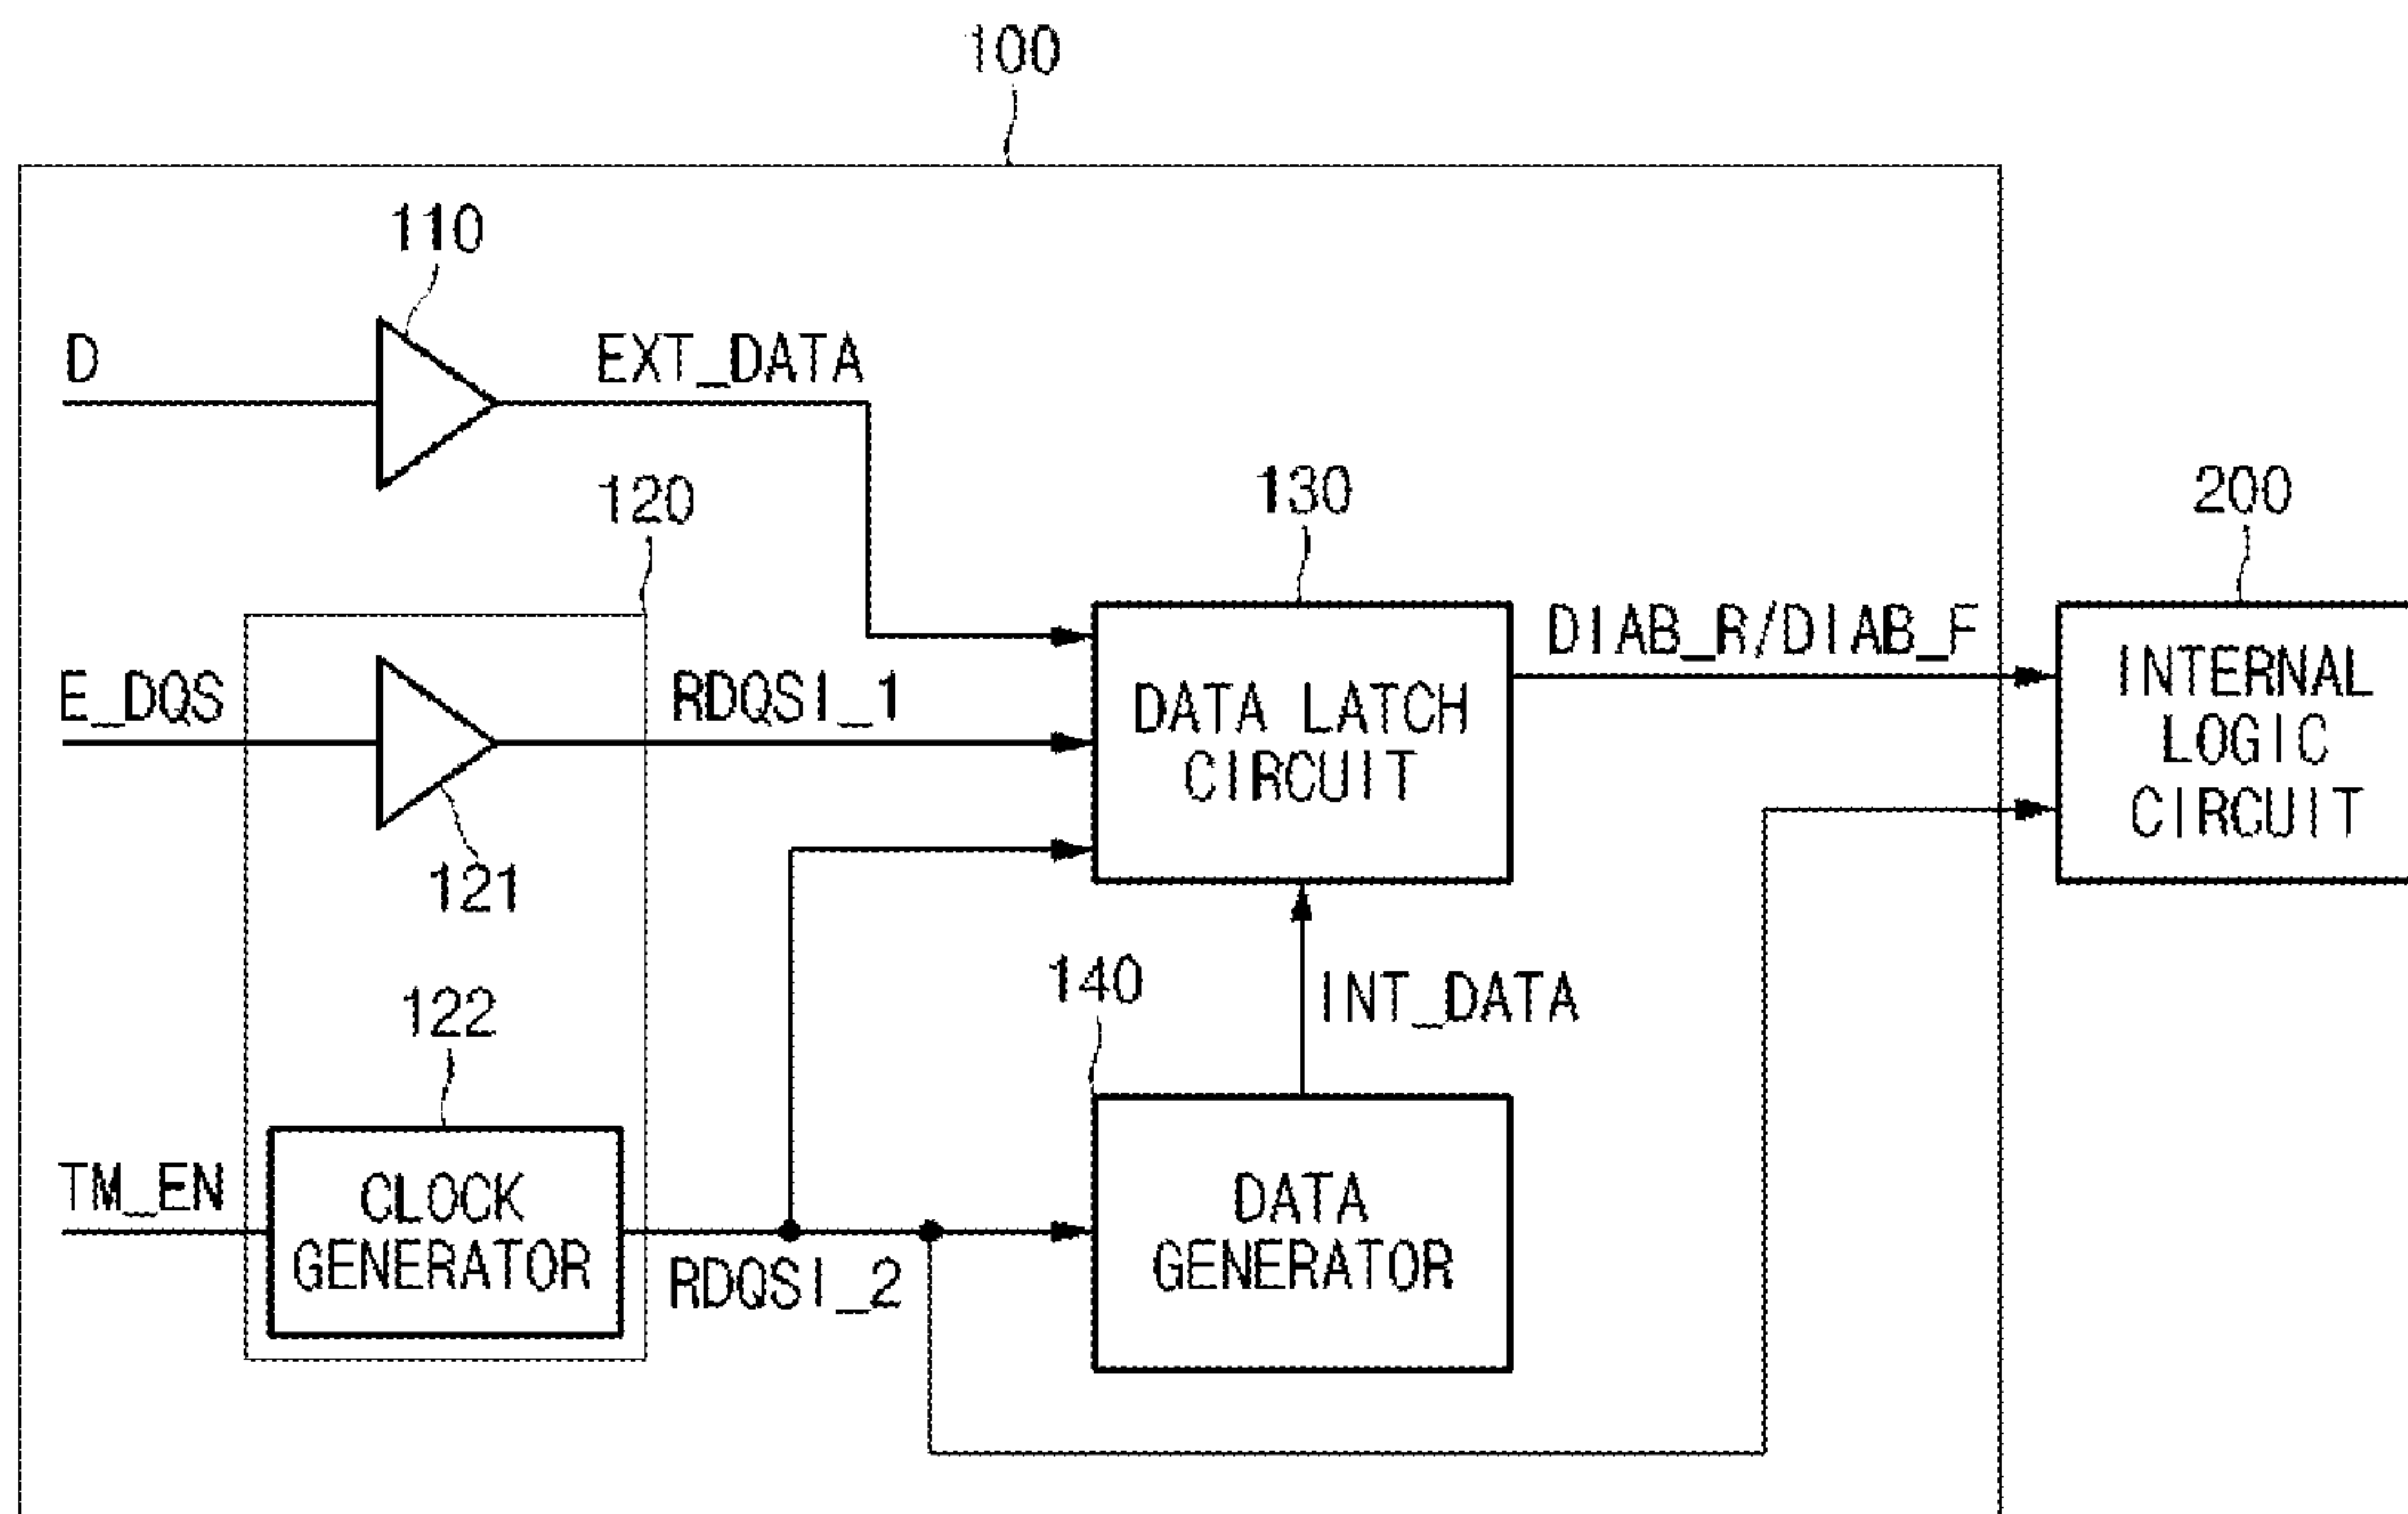 100
110
D
EXT_DATA
120
130
200
E_DQS
RDQSI_1
DATA LATCH
CIRCUIT
DIAB_R/DIAB_F
INTERNAL
LOGIC
CIRCUIT
121
122
140
INT_DATA
TM_EN
CLOCK
GENERATOR
RDQSI_2
DATA
GENERATOR